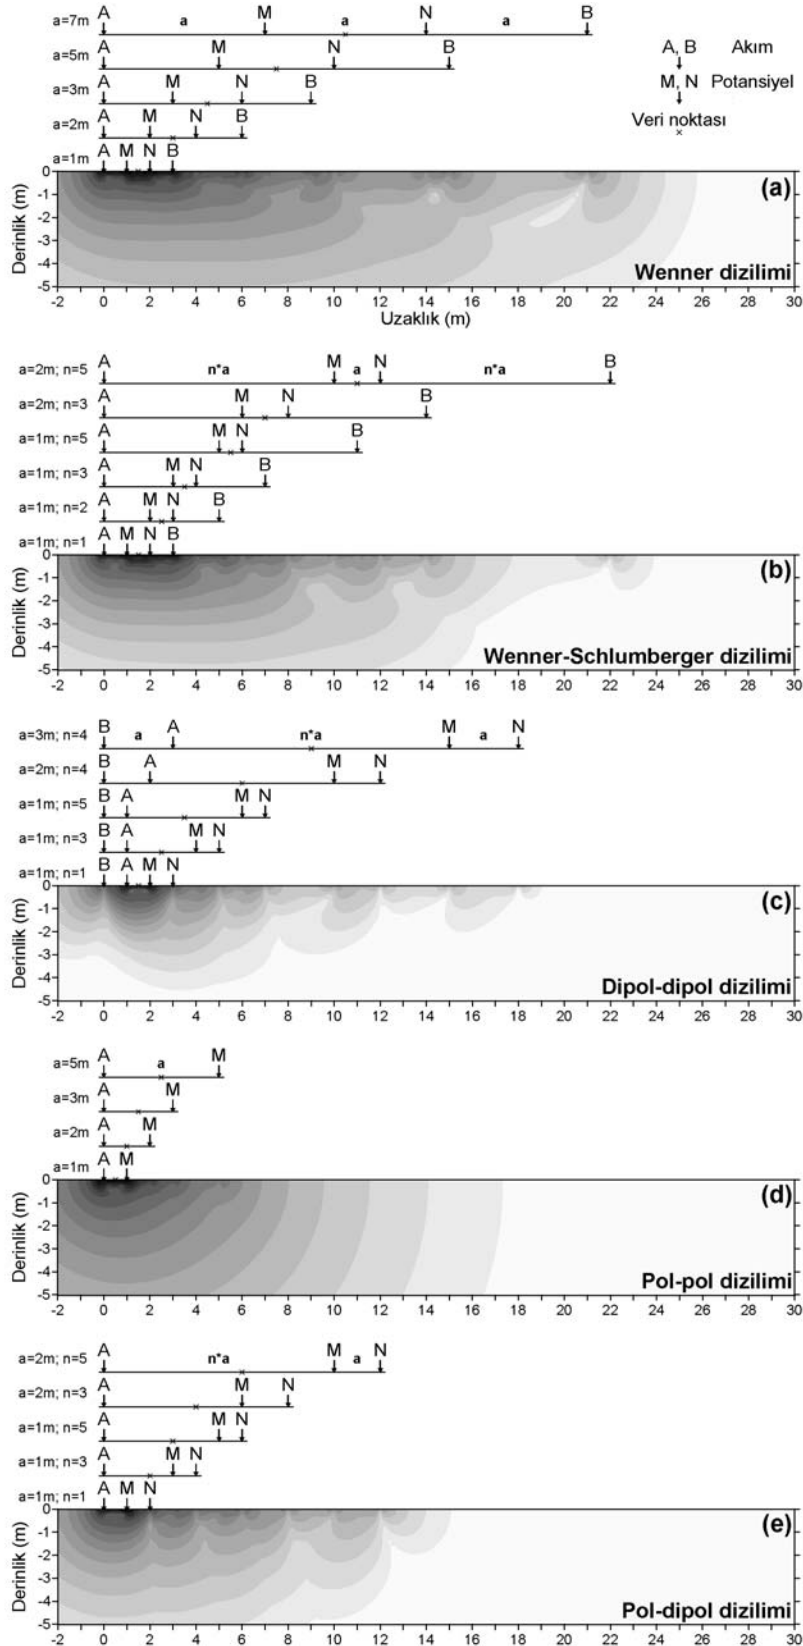 a=7m A a M a N a B
a=5m A M N B
A, B Akım
a=3m A M N B
M, N Potansiyel
a=2m A M N B
Veri noktası
×
a=1m A M N B
Derinlik (m)
0
-1
-2
-3
-4
-5
(a)
Wenner dizilimi
-2 0 2 4 6 8 10 12 14 16 18 20 22 24 26 28 30
Uzaklık (m)
a=2m; n=5 A n*a M a N n*a B
a=2m; n=3 A M N B
a=1m; n=5 A M N B
a=1m; n=3 A M N B
a=1m; n=2 A M N B
a=1m; n=1 A M N B
Derinlik (m)
0
-1
-2
-3
-4
-5
(b)
Wenner-Schlumberger dizilimi
-2 0 2 4 6 8 10 12 14 16 18 20 22 24 26 28 30
a=3m; n=4 B a A n*a M a N
a=2m; n=4 B A M N
a=1m; n=5 B A M N
a=1m; n=3 B A M N
a=1m; n=1 B A M N
Derinlik (m)
0
-1
-2
-3
-4
-5
(c)
Dipol-dipol dizilimi
-2 0 2 4 6 8 10 12 14 16 18 20 22 24 26 28 30
a=5m A a M
a=3m A M
a=2m A M
a=1m A M
Derinlik (m)
0
-1
-2
-3
-4
-5
(d)
Pol-pol dizilimi
-2 0 2 4 6 8 10 12 14 16 18 20 22 24 26 28 30
a=2m; n=5 A n*a M a N
a=2m; n=3 A M N
a=1m; n=5 A M N
a=1m; n=3 A M N
a=1m; n=1 A M N
Derinlik (m)
0
-1
-2
-3
-4
-5
(e)
Pol-dipol dizilimi
-2 0 2 4 6 8 10 12 14 16 18 20 22 24 26 28 30